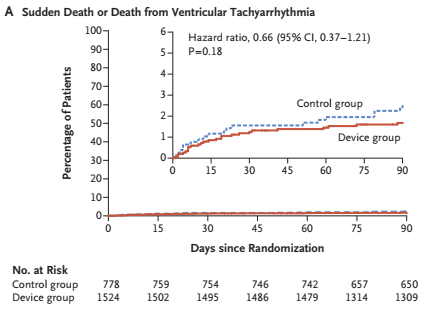 A Sudden Death or Death from Ventricular Tachyarrhythmia
Percentage of Patients
100
90
80
70
60
50
40
30
20
10
0
6
5
4
3
2
1
0
Hazard ratio, 0.66 (95% CI, 0.37–1.21)
P=0.18
Control group
Device group
0 15 30 45 60 75 90
0 15 30 45 60 75 90
Days since Randomization
No. at Risk
Control group 778 759 754 746 742 657 650
Device group 1524 1502 1495 1486 1479 1314 1309